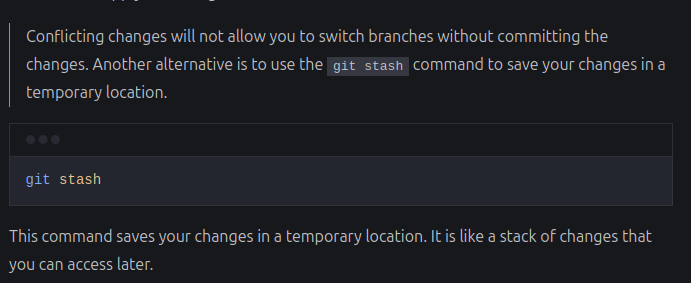 Conflicting changes will not allow you to switch branches without committing the
changes. Another alternative is to use the git stash command to save your changes in a
temporary location.
git stash
This command saves your changes in a temporary location. It is like a stack of changes that
you can access later.